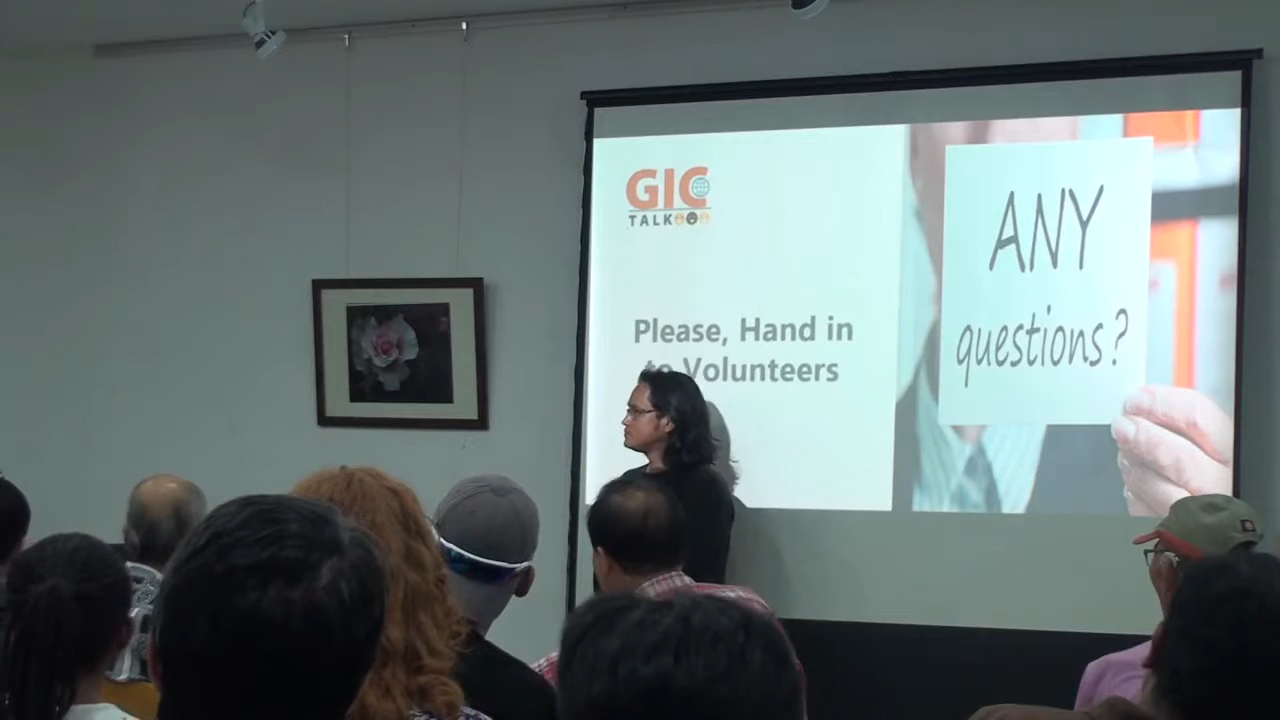 GIC
TALK
Please, Hand in
to Volunteers
ANY
questions?